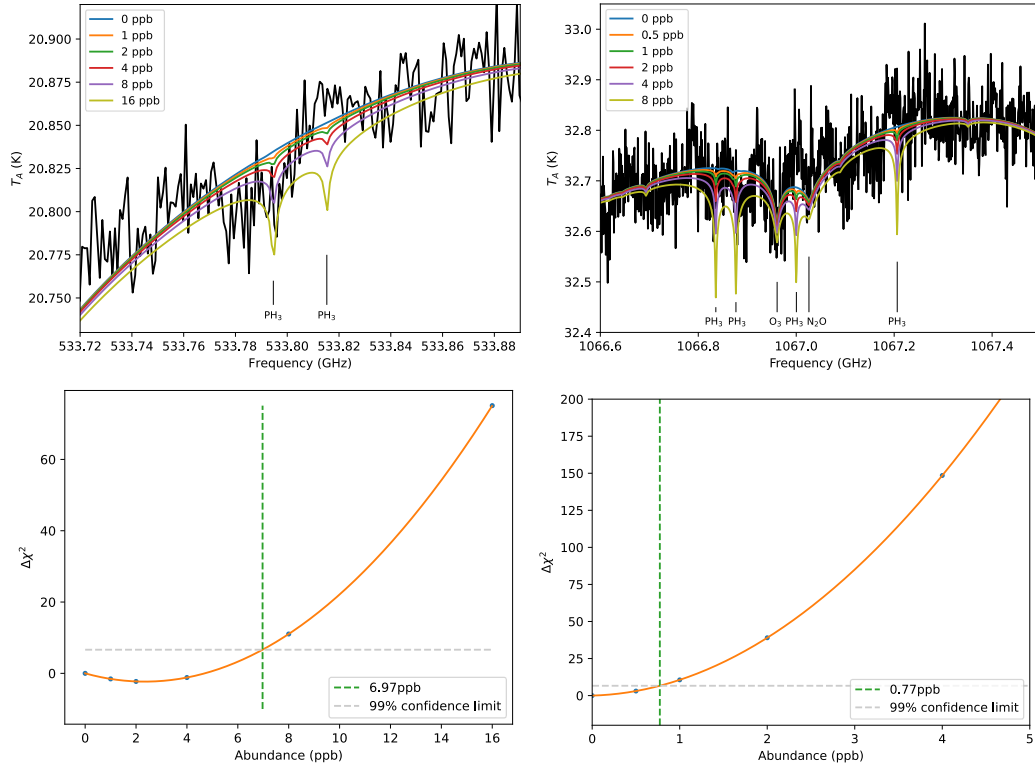 0 ppb
1 ppb
2 ppb
4 ppb
8 ppb
16 ppb
20.900
20.875
20.850
20.825
20.800
20.775
20.750
T_A (K)
PH₃
PH₃
533.72 533.74 533.76 533.78 533.80 533.82 533.84 533.86 533.88
Frequency (GHz)
0 ppb
0.5 ppb
1 ppb
2 ppb
4 ppb
8 ppb
33.0
32.9
32.8
32.7
32.6
32.5
32.4
T_A (K)
PH₃ PH₃ O₃ PH₃ N₂O PH₃
1066.6 1066.8 1067.0 1067.2 1067.4
Frequency (GHz)
60
40
20
0
Δχ²
6.97ppb
99% confidence limit
0 2 4 6 8 10 12 14 16
Abundance (ppb)
200
175
150
125
100
75
50
25
0
Δχ²
0.77ppb
99% confidence limit
0 1 2 3 4 5
Abundance (ppb)